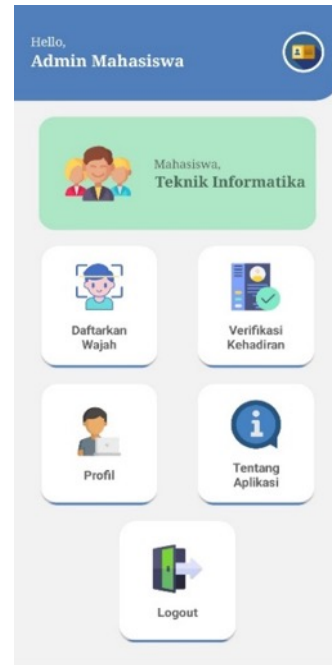 Hello,
Admin Mahasiswa
Mahasiswa,
Teknik Informatika
Daftarkan
Wajah
Verifikasi
Kehadiran
Profil
Tentang
Aplikasi
Logout